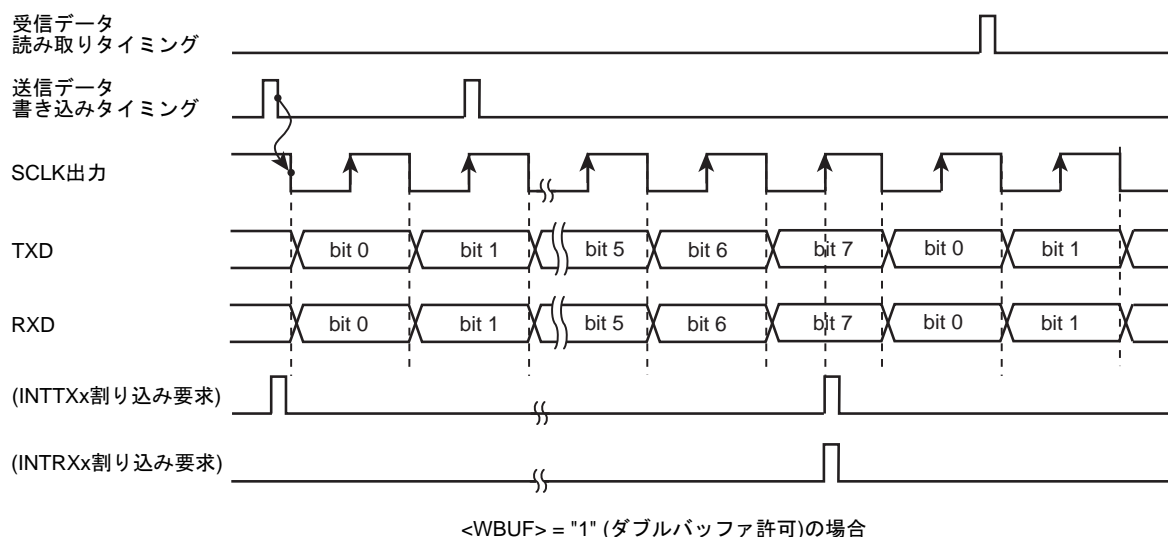 受信データ
読み取りタイミング
送信データ
書き込みタイミング
SCLK出力
TXD bit 0 bit 1 bit 5 bit 6 bit 7 bit 0 bit 1
RXD bit 0 bit 1 bit 5 bit 6 bit 7 bit 0 bit 1
(INTTXx割り込み要求)
(INTRXx割り込み要求)
<WBUF> = "1" (ダブルバッファ許可)の場合